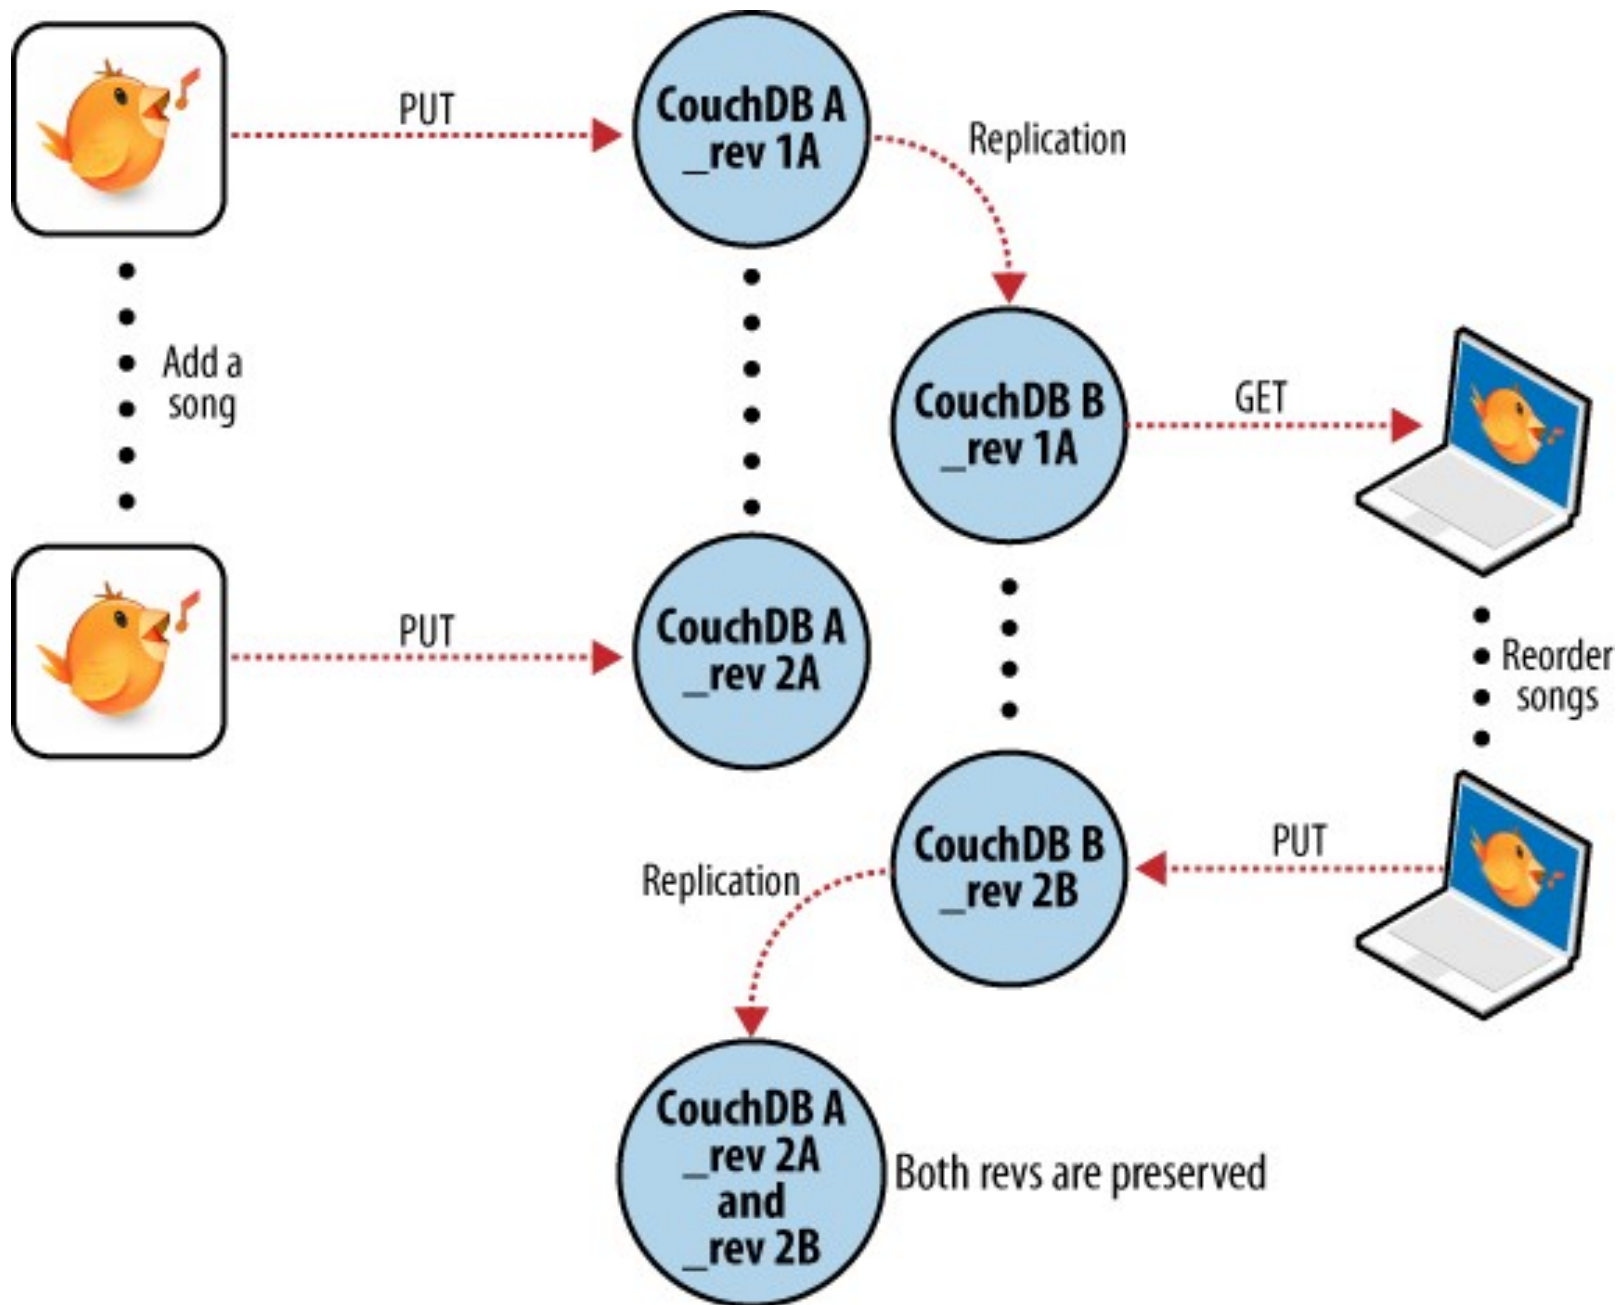 PUT
CouchDB A
_rev 1A
Replication
Add a
song
CouchDB B
_rev 1A
GET
PUT
CouchDB A
_rev 2A
Reorder
songs
Replication
CouchDB B
_rev 2B
PUT
CouchDB A
_rev 2A
and
_rev 2B
Both revs are preserved